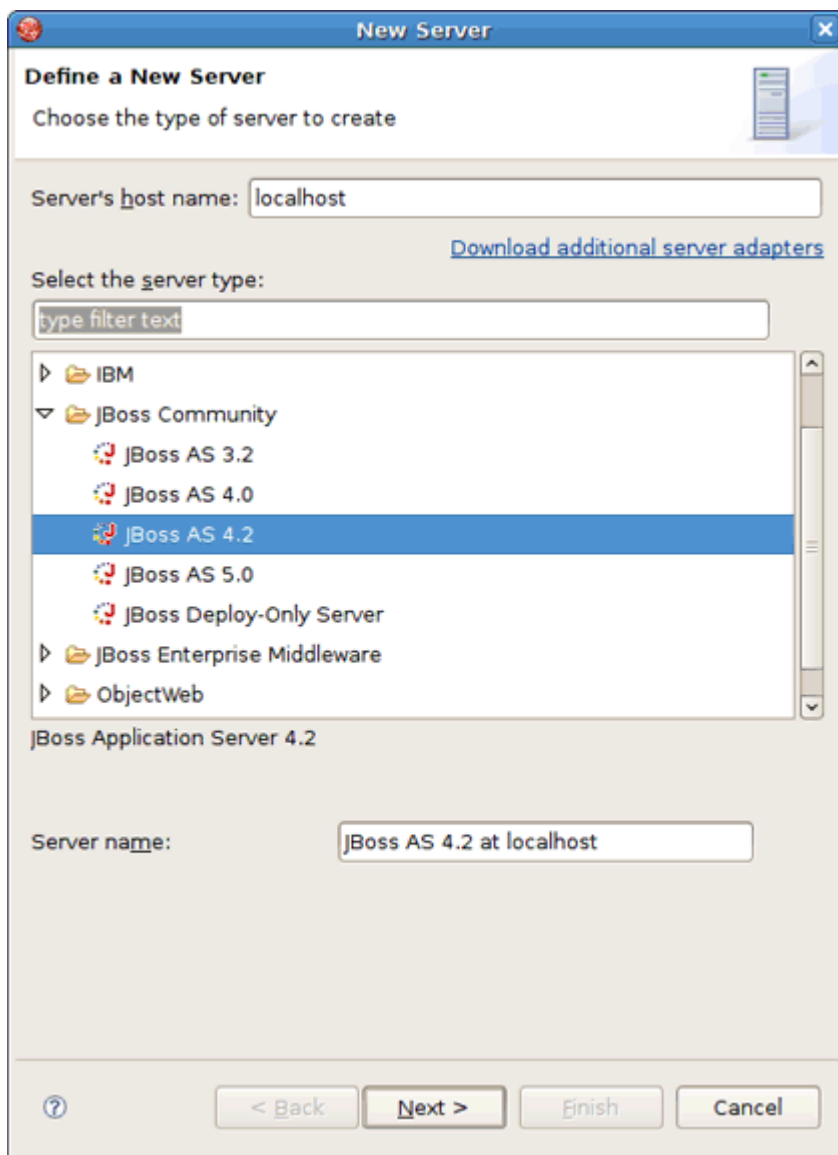 New Server
Define a New Server
Choose the type of server to create
Server's host name: localhost
Download additional server adapters
Select the server type:
type filter text
IBM
JBoss Community
JBoss AS 3.2
JBoss AS 4.0
JBoss AS 4.2
JBoss AS 5.0
JBoss Deploy-Only Server
JBoss Enterprise Middleware
ObjectWeb
JBoss Application Server 4.2
Server name: JBoss AS 4.2 at localhost
? < Back Next > Finish Cancel